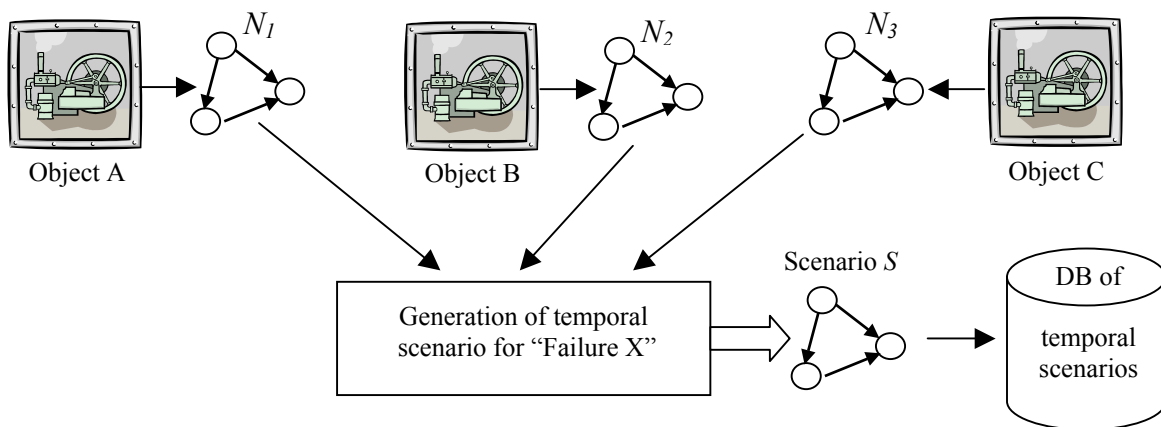 N1
N2
N3
Object A
Object B
Object C
Scenario S
Generation of temporal
scenario for “Failure X”
DB of
temporal
scenarios